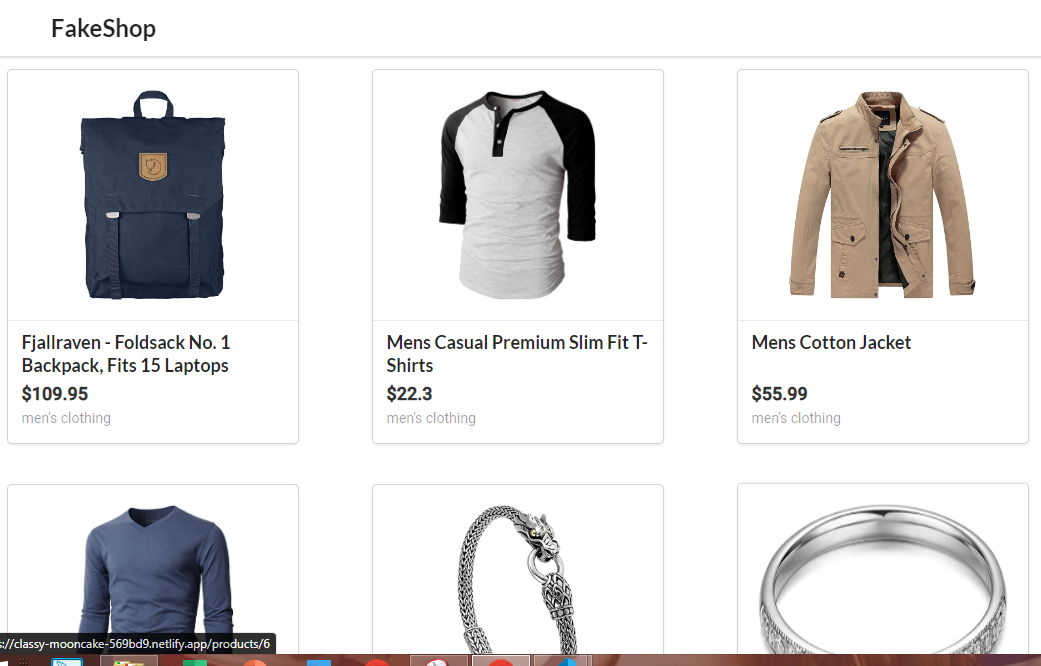 FakeShop
Fjallraven - Foldsack No. 1
Backpack, Fits 15 Laptops
$109.95
men's clothing
Mens Casual Premium Slim Fit T-
Shirts
$22.3
men's clothing
Mens Cotton Jacket
$55.99
men's clothing
s://classy-mooncake-569bd9.netlify.app/products/6